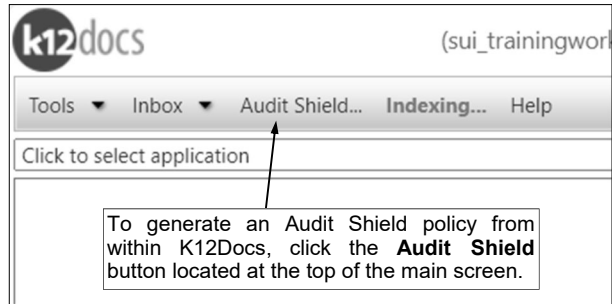 k12docs (sui_trainingwork
Tools Inbox Audit Shield... Indexing... Help
Click to select application
To generate an Audit Shield policy from
within K12Docs, click the Audit Shield
button located at the top of the main screen.